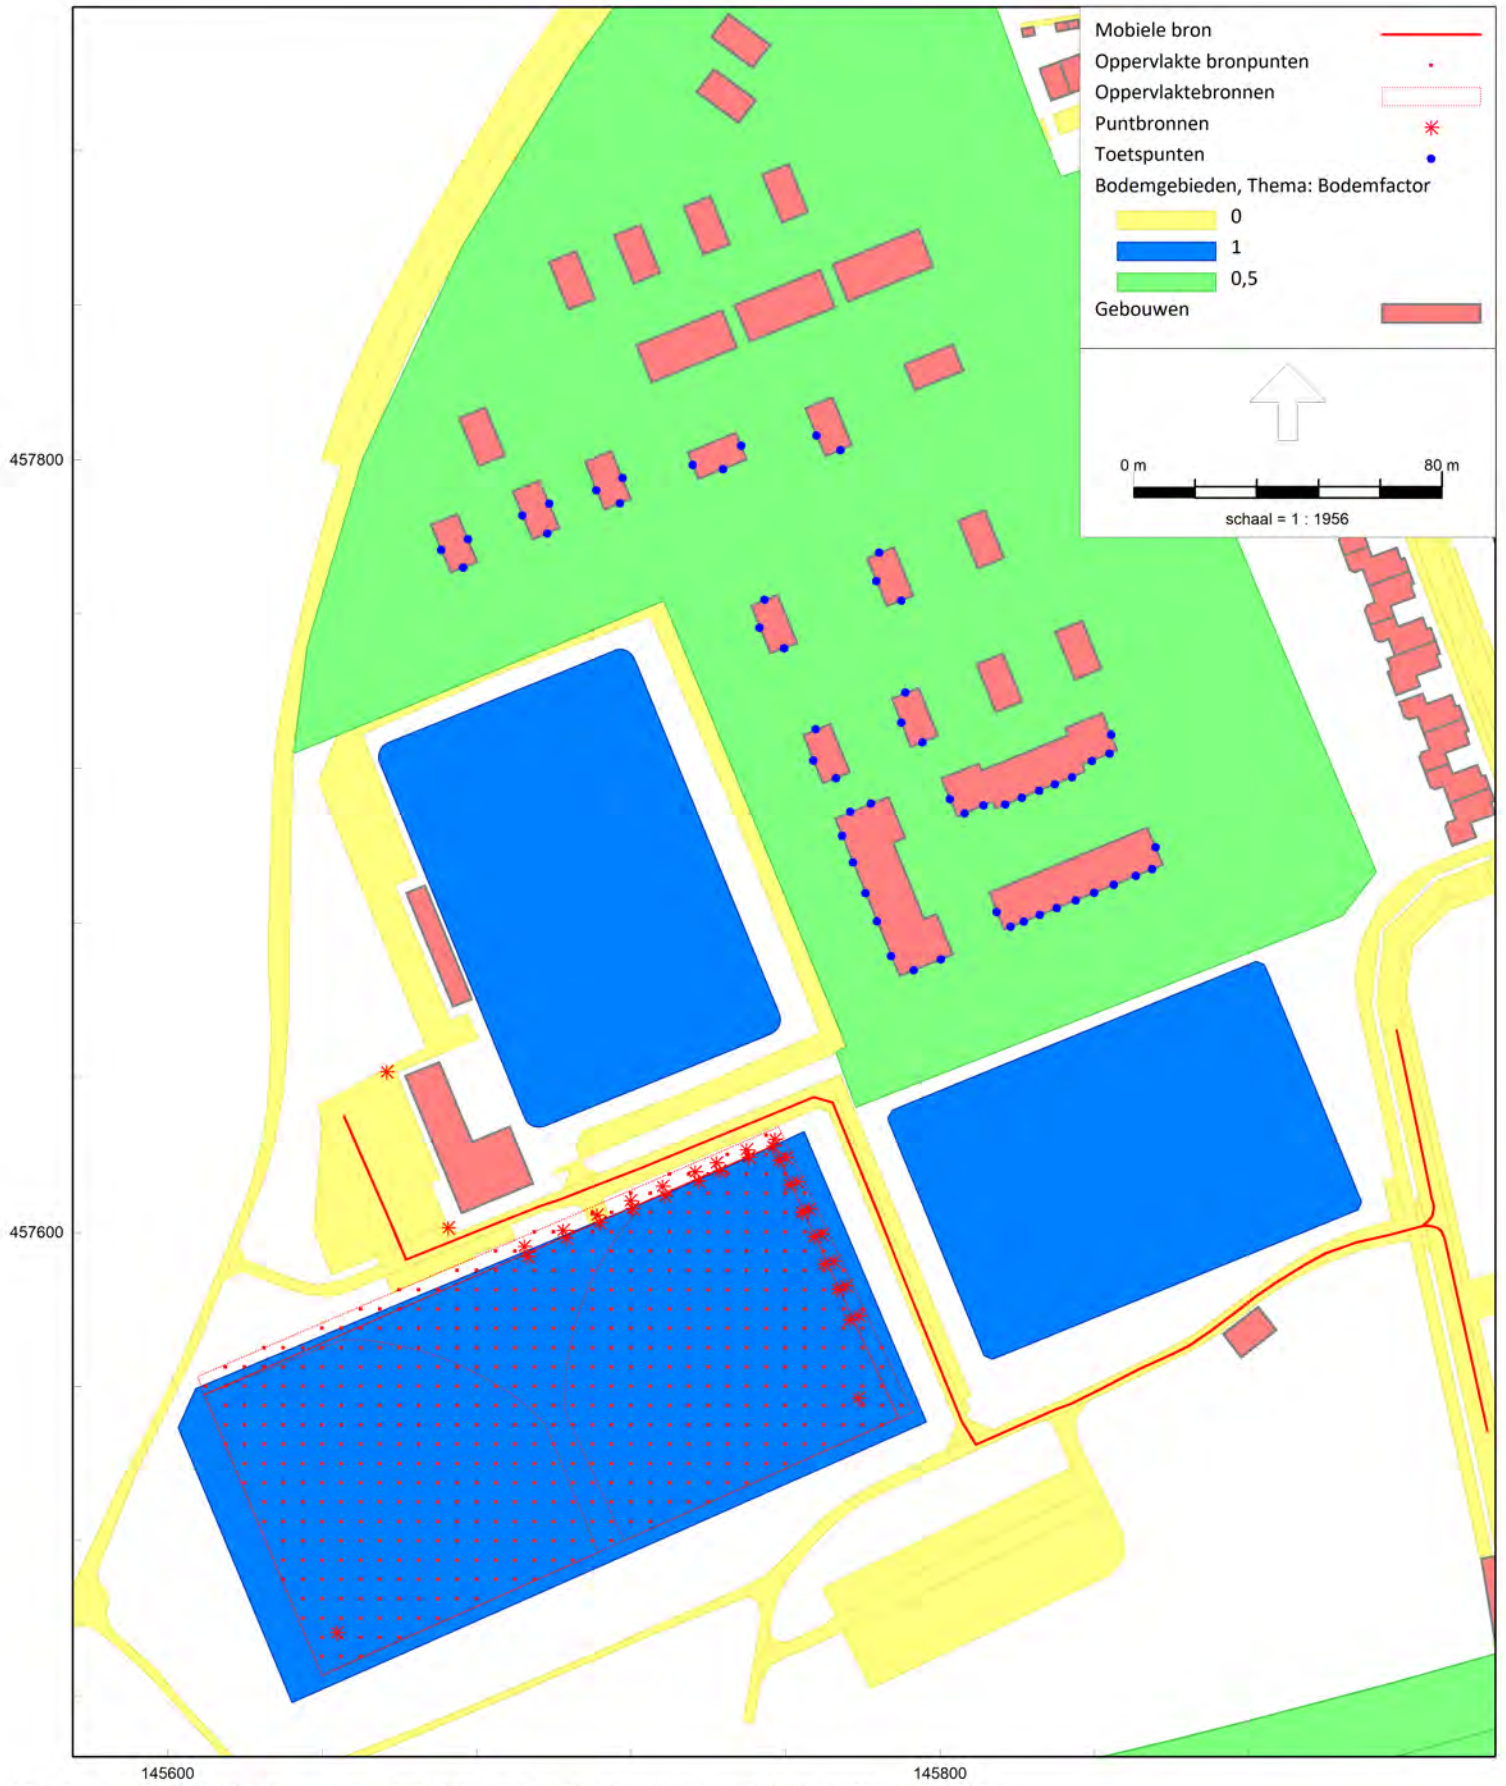 Mobiele bron
Oppervlakte bronpunten
Oppervlaktebronnen
Puntbronnen
Toetspunten
Bodemgebieden, Thema: Bodemfactor
0
1
0,5
Gebouwen
0 m 80 m
schaal = 1 : 1956
457800
457600
145600 145800